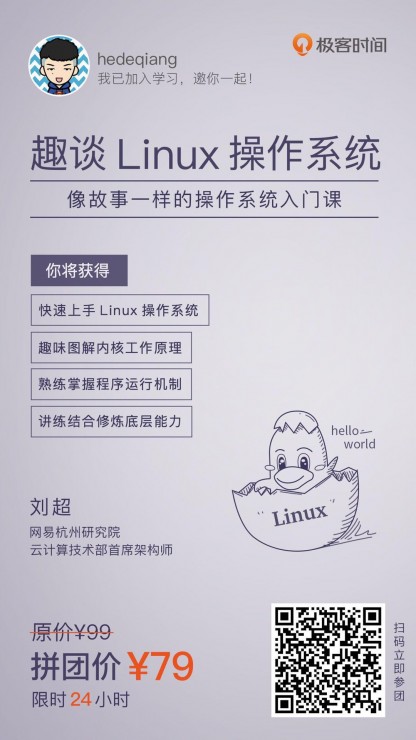 hedeqiang
我已加入学习，邀你一起！
极客时间
趣谈 Linux 操作系统
像故事一样的操作系统入门课
你将获得
快速上手 Linux 操作系统
趣味图解内核工作原理
熟练掌握程序运行机制
讲练结合修炼底层能力
hello
world
Linux
刘超
网易杭州研究院
云计算技术部首席架构师
原价¥99
拼团价 ¥79
限时 24 小时
扫码立即参团